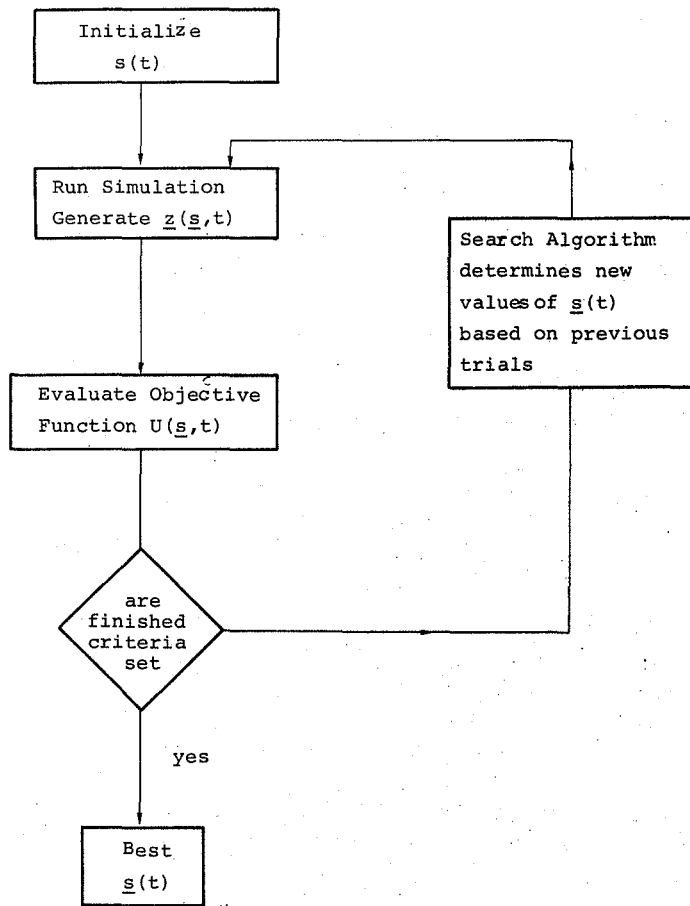 Initialize
s(t)
Run Simulation
Generate z(s,t)
Search Algorithm
determines new
values of s(t)
based on previous
trials
Evaluate Objective
Function U(s,t)
are
finished
criteria
set
yes
Best
s(t)